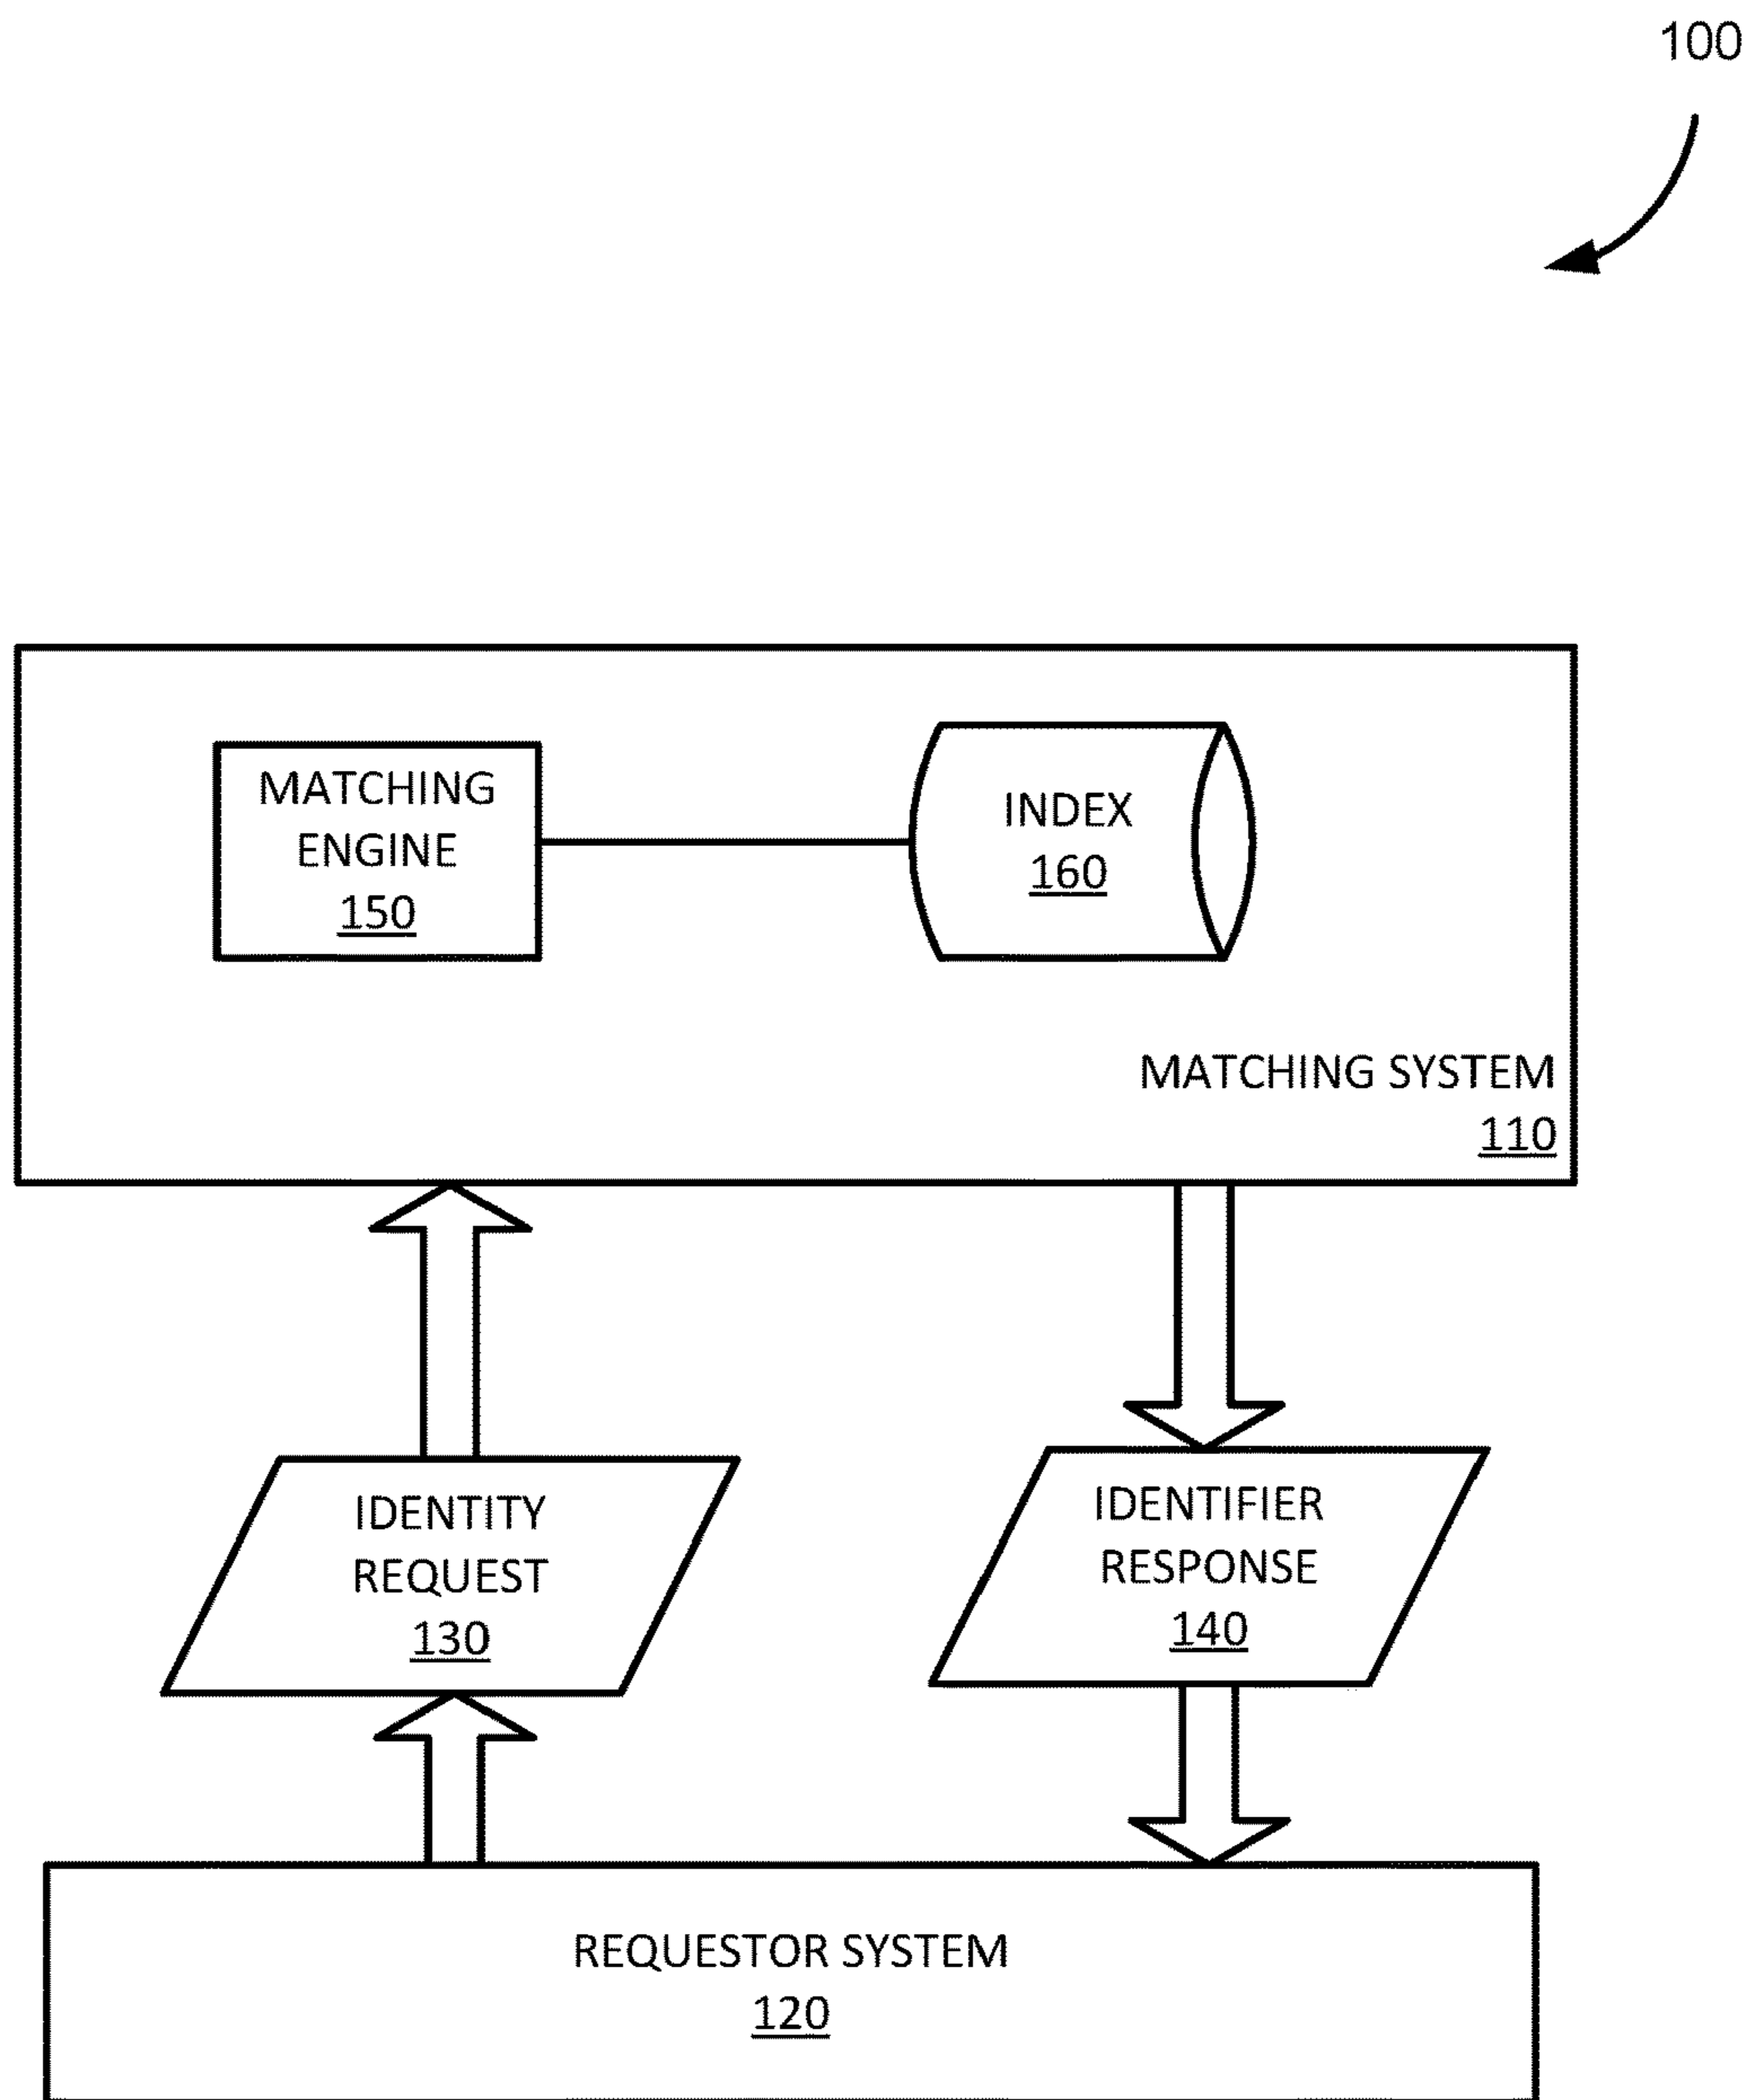 100
MATCHING
ENGINE
150
INDEX
160
MATCHING SYSTEM
110
IDENTITY
REQUEST
130
IDENTIFIER
RESPONSE
140
REQUESTOR SYSTEM
120